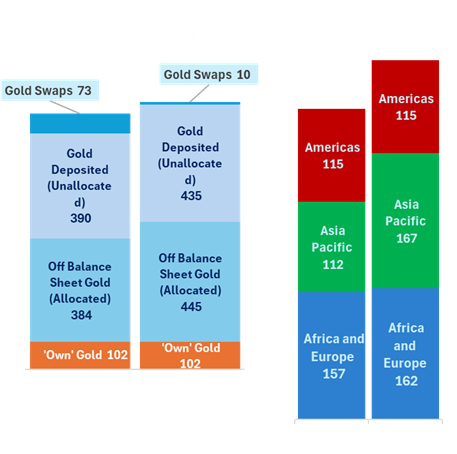 Gold Swaps 73
Gold
Deposited
(Unallocate
d)
390
Off Balance
Sheet Gold
(Allocated)
384
'Own' Gold 102
Gold Swaps 10
Gold
Deposited
(Unallocate
d)
435
Off Balance
Sheet Gold
(Allocated)
445
'Own' Gold
102
Americas
115
Asia
Pacific
112
Africa and
Europe
157
Americas
115
Asia
Pacific
167
Africa
and
Europe
162